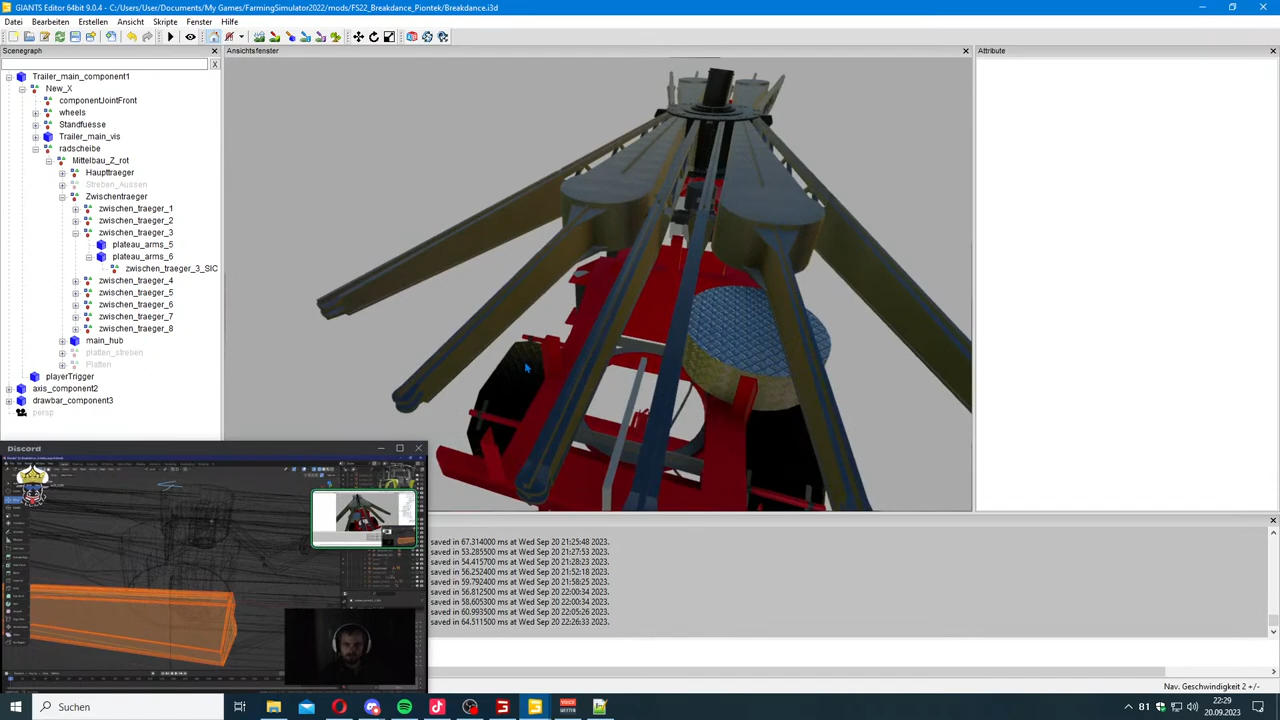 GIANTS Editor 64bit 9.0.4 - C:/Users/User/Documents/My Games/FarmingSimulator2022/mods/FS22_Breakdance_Piontek/Breakdance.i3d
Datei Bearbeiten Erstellen Ansicht Skripte Fenster Hilfe
Scenegraph
Ansichtsfenster
Attribute
X
Trailer_main_component1
New_X
componentJointFront
wheels
Standfuesse
Trailer_main_vis
radscheibe
Mittelbau_Z_rot
Haupttraeger
Streben_Aussen
Zwischentraeger
zwischen_traeger_1
zwischen_traeger_2
zwischen_traeger_3
plateau_arms_5
plateau_arms_6
zwischen_traeger_3_SIC
zwischen_traeger_4
zwischen_traeger_5
zwischen_traeger_6
zwischen_traeger_7
zwischen_traeger_8
main_hub
platten_streben
Platten
playerTrigger
axis_component2
drawbar_component3
persp
Discord
saved in 67.314000 ms at Wed Sep 20 21:25:48 2023.
saved in 53.285500 ms at Wed Sep 20 21:27:53 2023.
saved in 54.415700 ms at Wed Sep 20 21:28:23 2023.
saved in 56.252400 ms at Wed Sep 20 21:52:18 2023.
saved in 59.792400 ms at Wed Sep 20 21:58:25 2023.
saved in 56.812500 ms at Wed Sep 20 22:00:34 2023.
saved in 58.605300 ms at Wed Sep 20 22:00:34 2023.
saved in 60.993500 ms at Wed Sep 20 22:05:26 2023.
saved in 64.511500 ms at Wed Sep 20 22:26:33 2023.
Nav. Geschwindigkeit 2 +/-
Suchen
22:29
20.09.2023